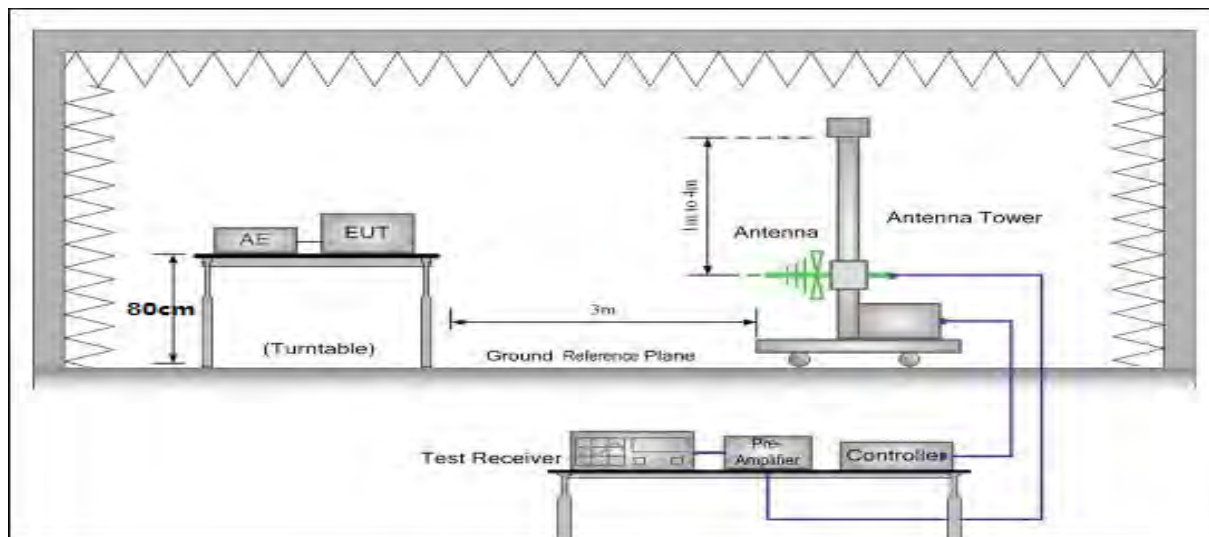 1m to 4m
Antenna Tower
Antenna
AE
EUT
80cm
3m
(Turntable)
Ground Reference Plane
Test Receiver
Pre-
Amplifier
Controller